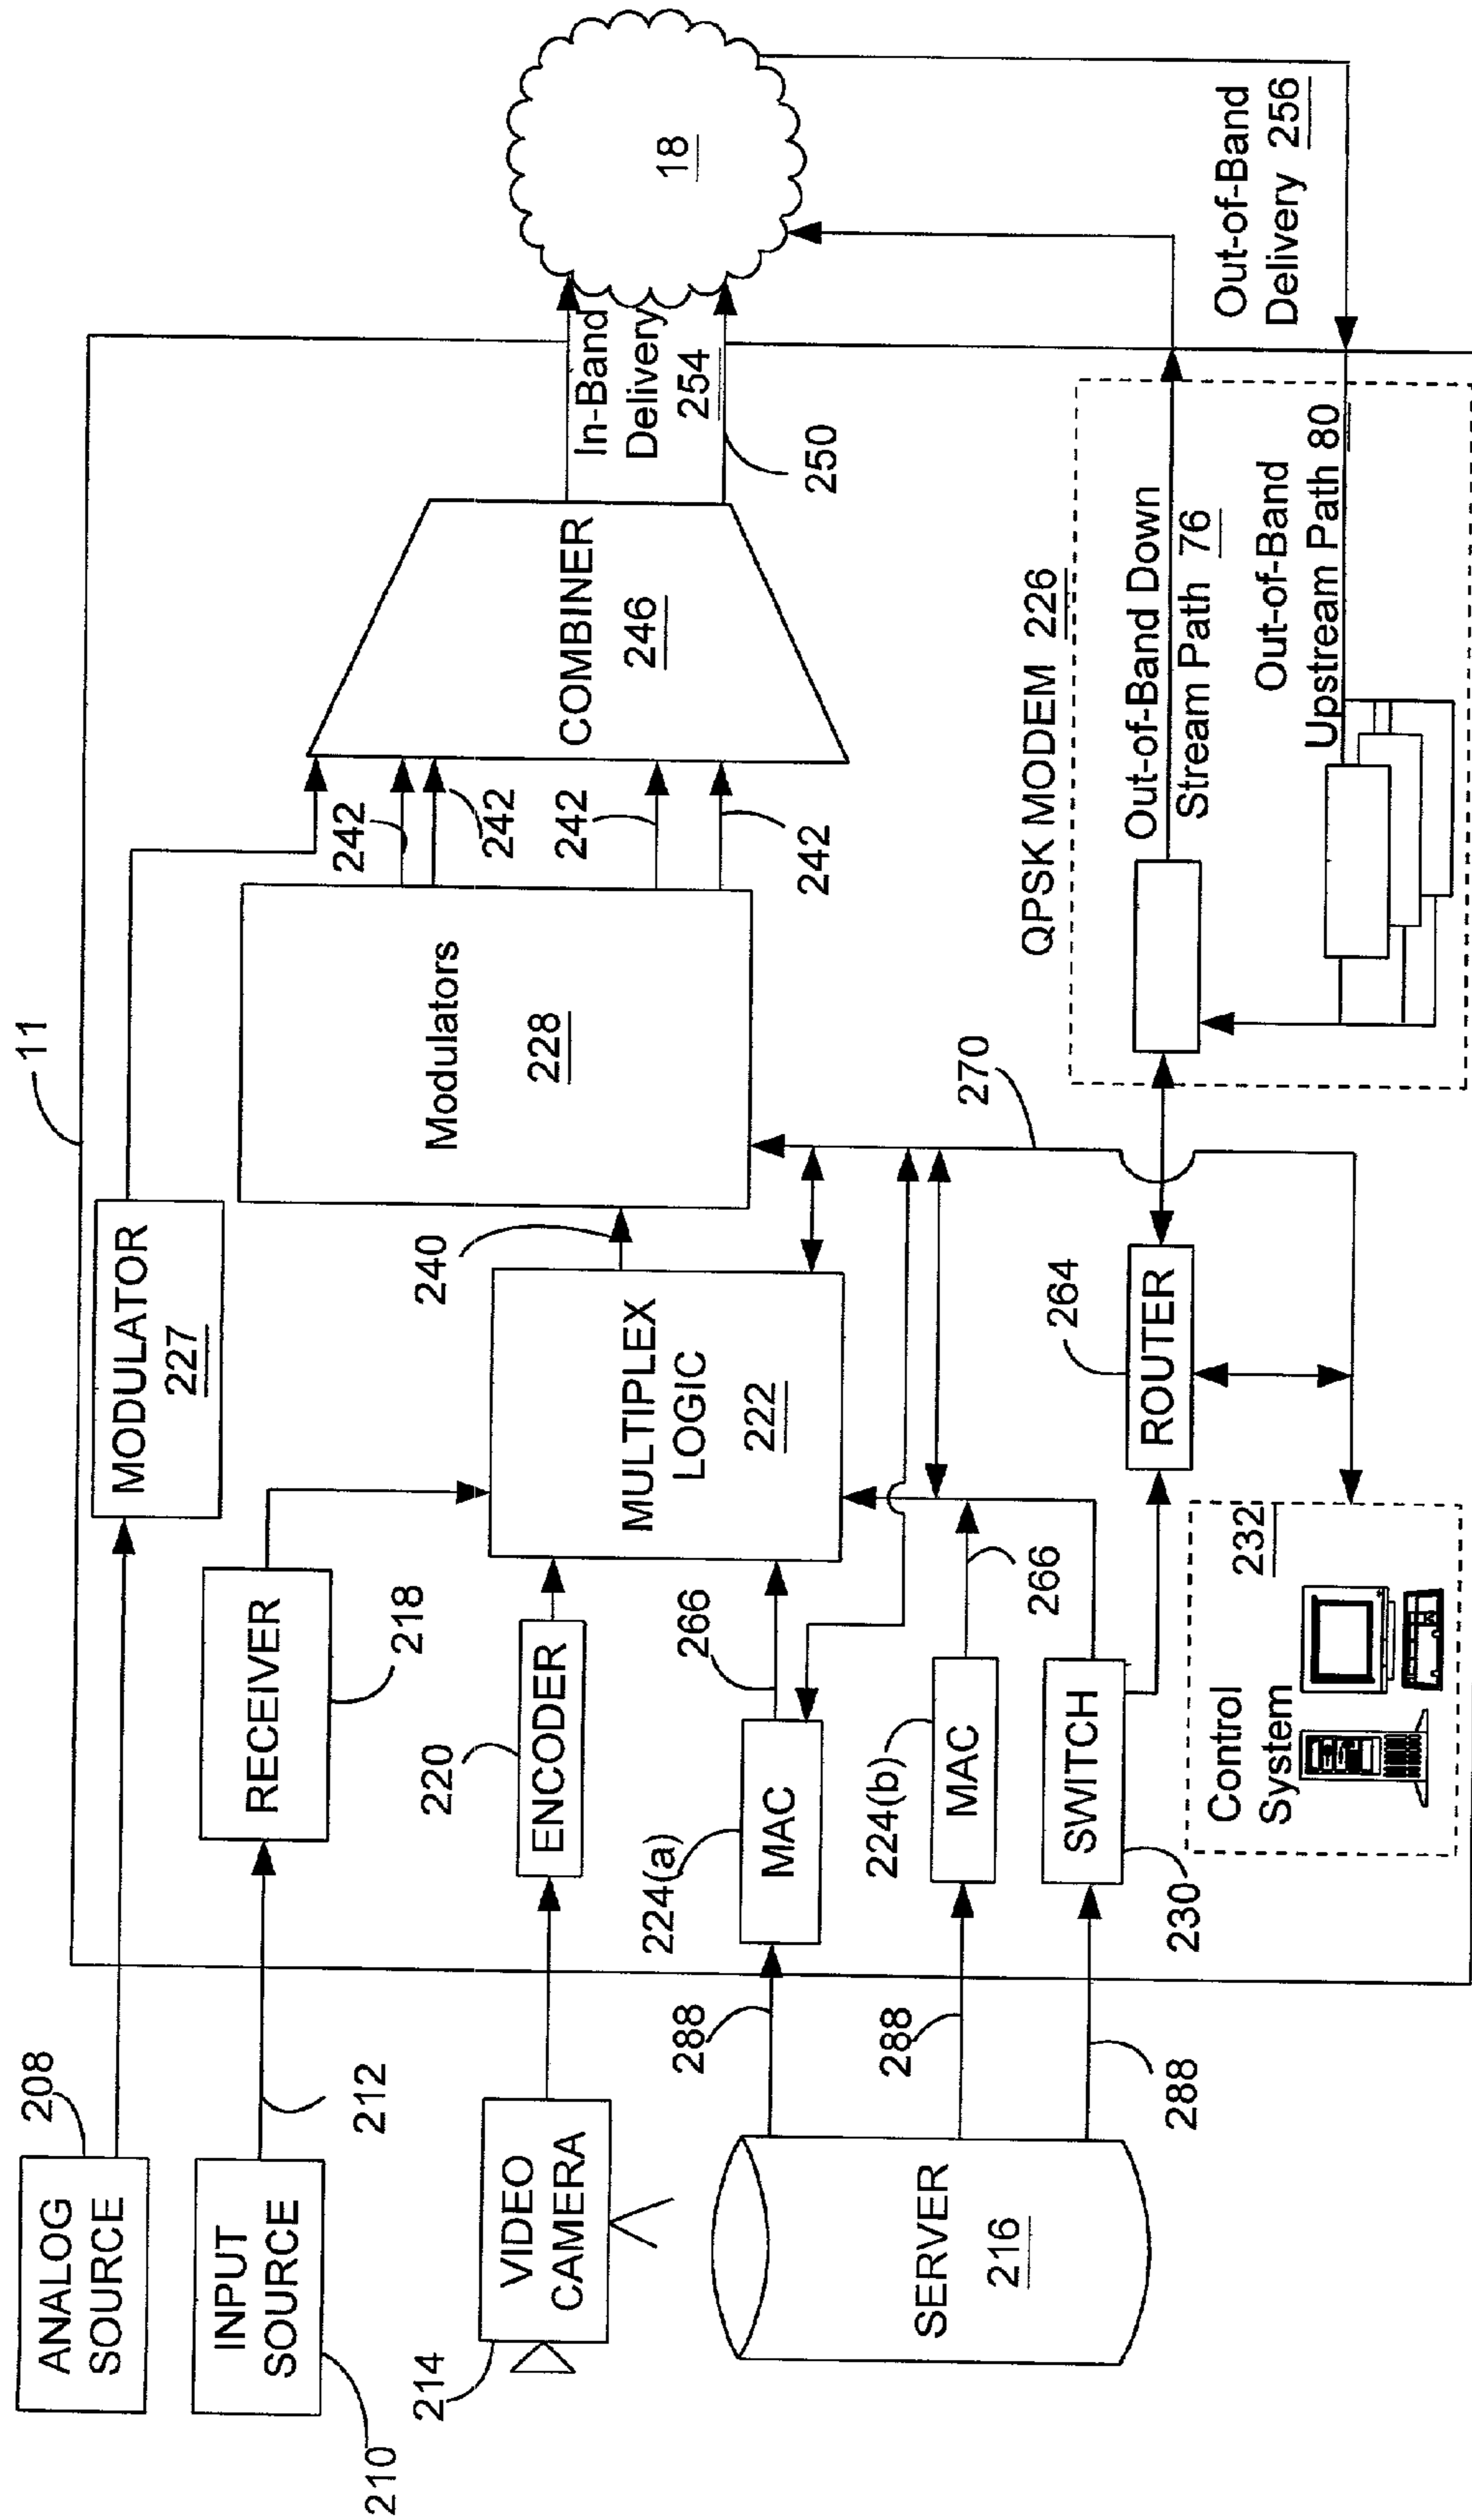 11
ANALOG
SOURCE
208
MODULATOR
227
INPUT
SOURCE
210
212
RECEIVER
218
VIDEO
CAMERA
214
ENCODER
220
MULTIPLEX
LOGIC
222
240
Modulators
228
242
242
242
242
COMBINER
246
In-Band
Delivery
254
250
18
SERVER
216
288
288
288
224(a)
MAC
266
224(b)
MAC
266
SWITCH
230
Control
System
232
ROUTER
264
270
QPSK MODEM 226
Out-of-Band Down
Stream Path 76
Out-of-Band
Upstream Path 80
Out-of-Band
Delivery 256